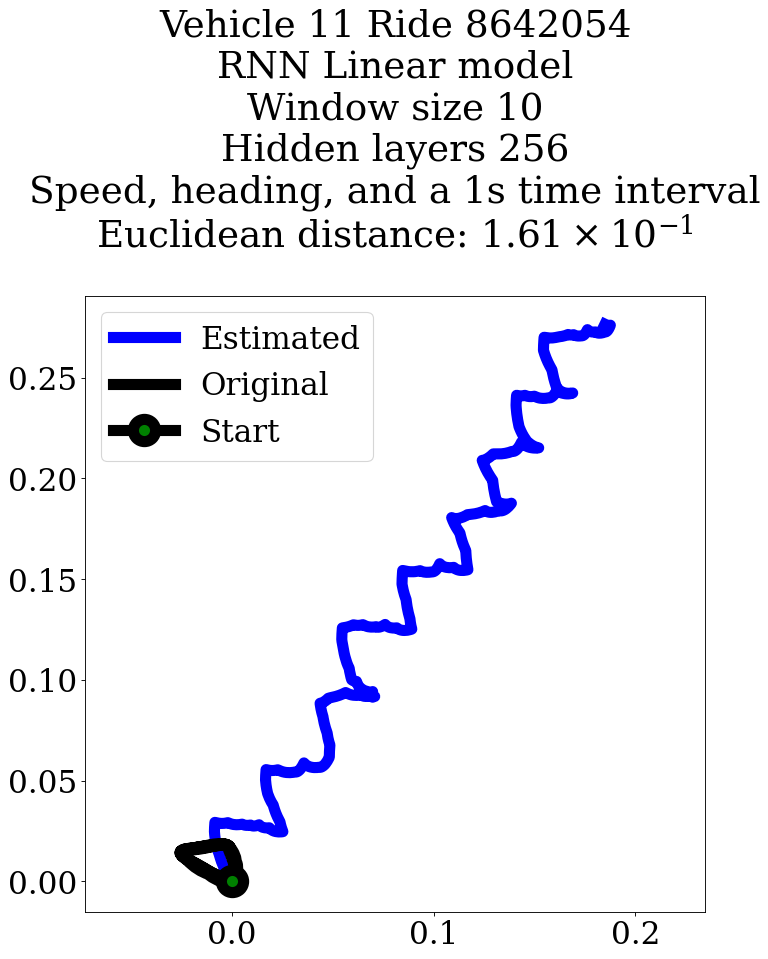 Vehicle 11 Ride 8642054
RNN Linear model
Window size 10
Hidden layers 256
Speed, heading, and a 1s time interval
Euclidean distance: 1.61 × 10⁻¹
Estimated
Original
Start
0.25
0.20
0.15
0.10
0.05
0.00
0.0 0.1 0.2